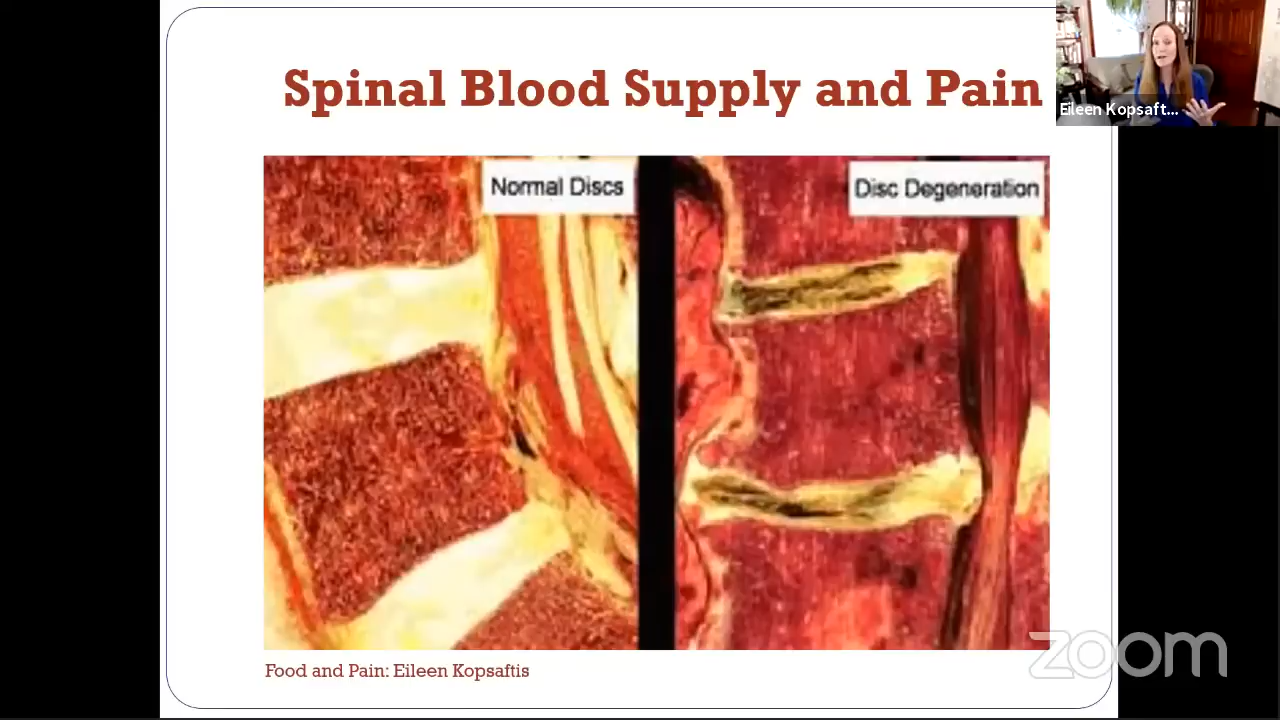 Spinal Blood Supply and Pain
Eileen Kopsaft...
Normal Discs
Disc Degeneration
Food and Pain: Eileen Kopsaftis
zoom